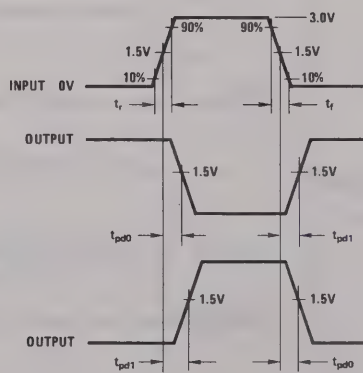 3.0V
90% 90%
1.5V 1.5V
10% 10%
INPUT 0V
tr tf
OUTPUT
1.5V 1.5V
tpd0 tpd1
1.5V 1.5V
OUTPUT
tpd1 tpd0